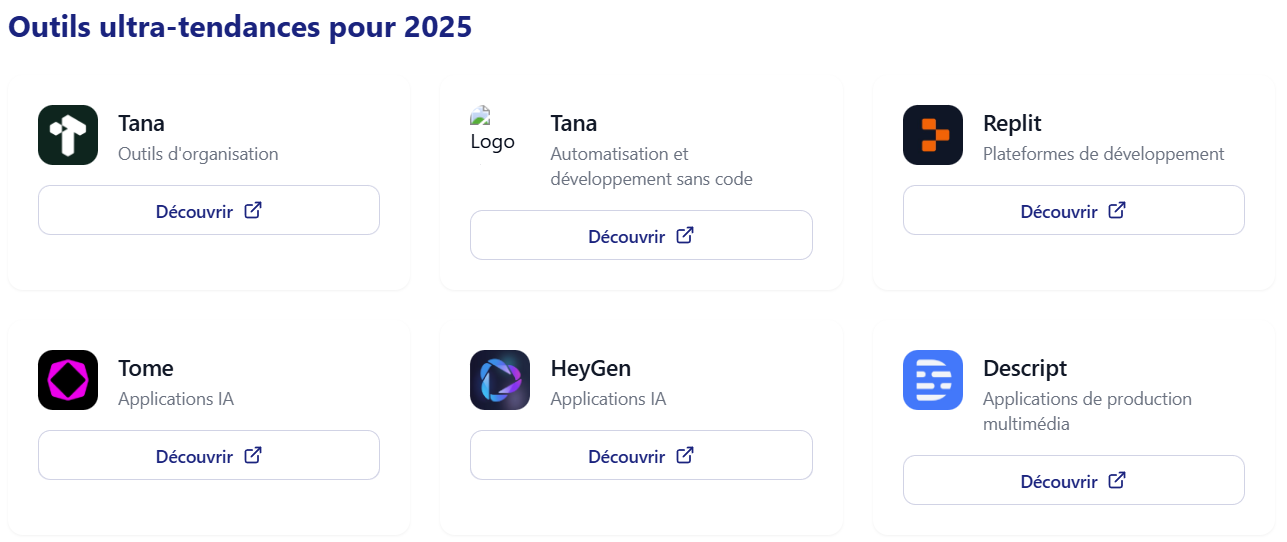 Outils ultra-tendances pour 2025
Tana
Outils d'organisation
Découvrir
Logo
Tana
Automatisation et
développement sans code
Découvrir
Replit
Plateformes de développement
Découvrir
Tome
Applications IA
Découvrir
HeyGen
Applications IA
Découvrir
Descript
Applications de production
multimédia
Découvrir